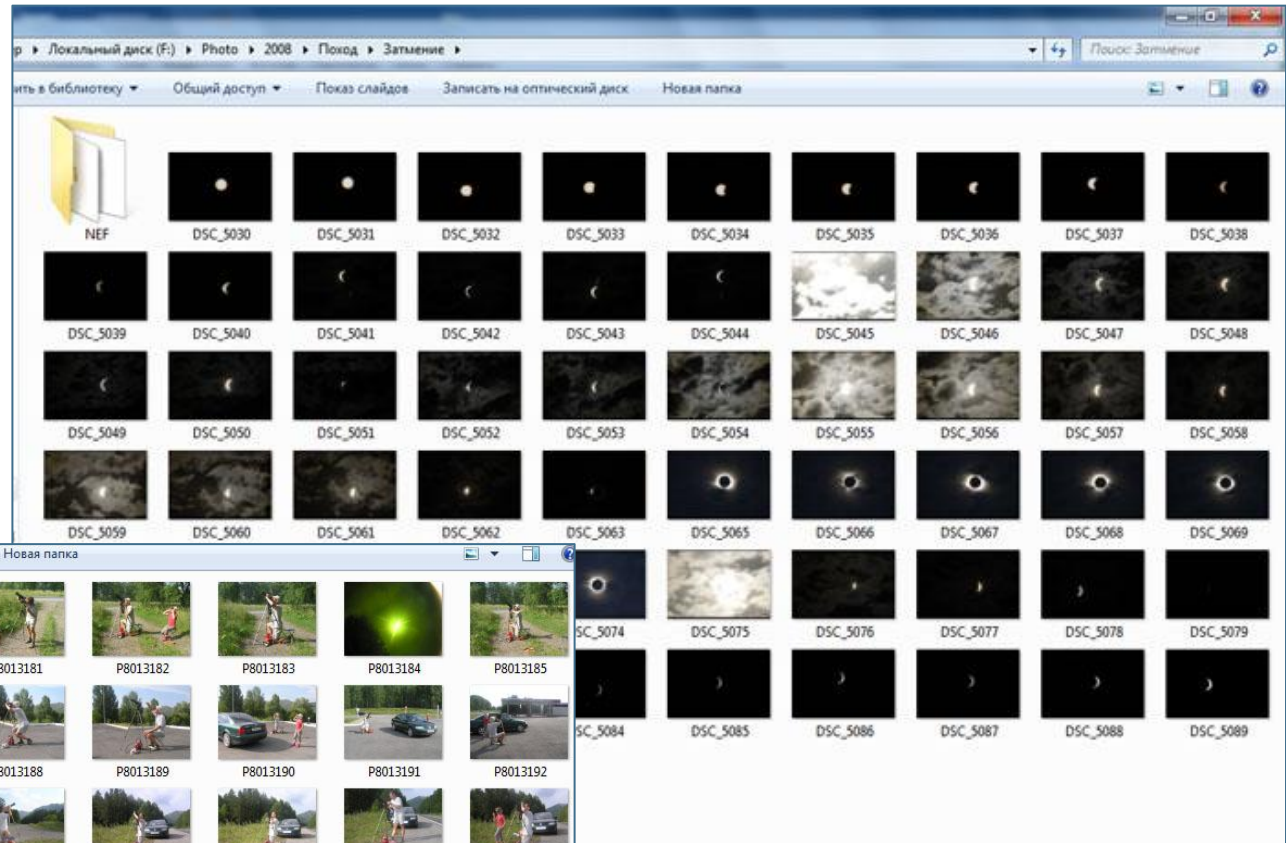 р ▸ Локальный диск (F:) ▸ Photo ▸ 2008 ▸ Поход ▸ Затмение ▸
Поиск: Затмение
ить в библиотеку Общий доступ Показ слайдов Записать на оптический диск Новая папка
NEF DSC_5030 DSC_5031 DSC_5032 DSC_5033 DSC_5034 DSC_5035 DSC_5036 DSC_5037 DSC_5038
DSC_5039 DSC_5040 DSC_5041 DSC_5042 DSC_5043 DSC_5044 DSC_5045 DSC_5046 DSC_5047 DSC_5048
DSC_5049 DSC_5050 DSC_5051 DSC_5052 DSC_5053 DSC_5054 DSC_5055 DSC_5056 DSC_5057 DSC_5058
DSC_5059 DSC_5060 DSC_5061 DSC_5062 DSC_5063 DSC_5065 DSC_5066 DSC_5067 DSC_5068 DSC_5069
SC_5074 DSC_5075 DSC_5076 DSC_5077 DSC_5078 DSC_5079
SC_5084 DSC_5085 DSC_5086 DSC_5087 DSC_5088 DSC_5089
Новая папка
8013181 P8013182 P8013183 P8013184 P8013185
8013188 P8013189 P8013190 P8013191 P8013192